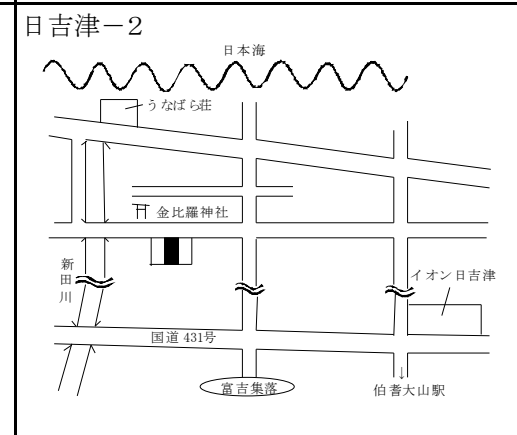 日吉津－2
日本海
うなばら荘
金比羅神社
新田川
イオン日吉津
国道 431号
富吉集落
↓
伯耆大山駅